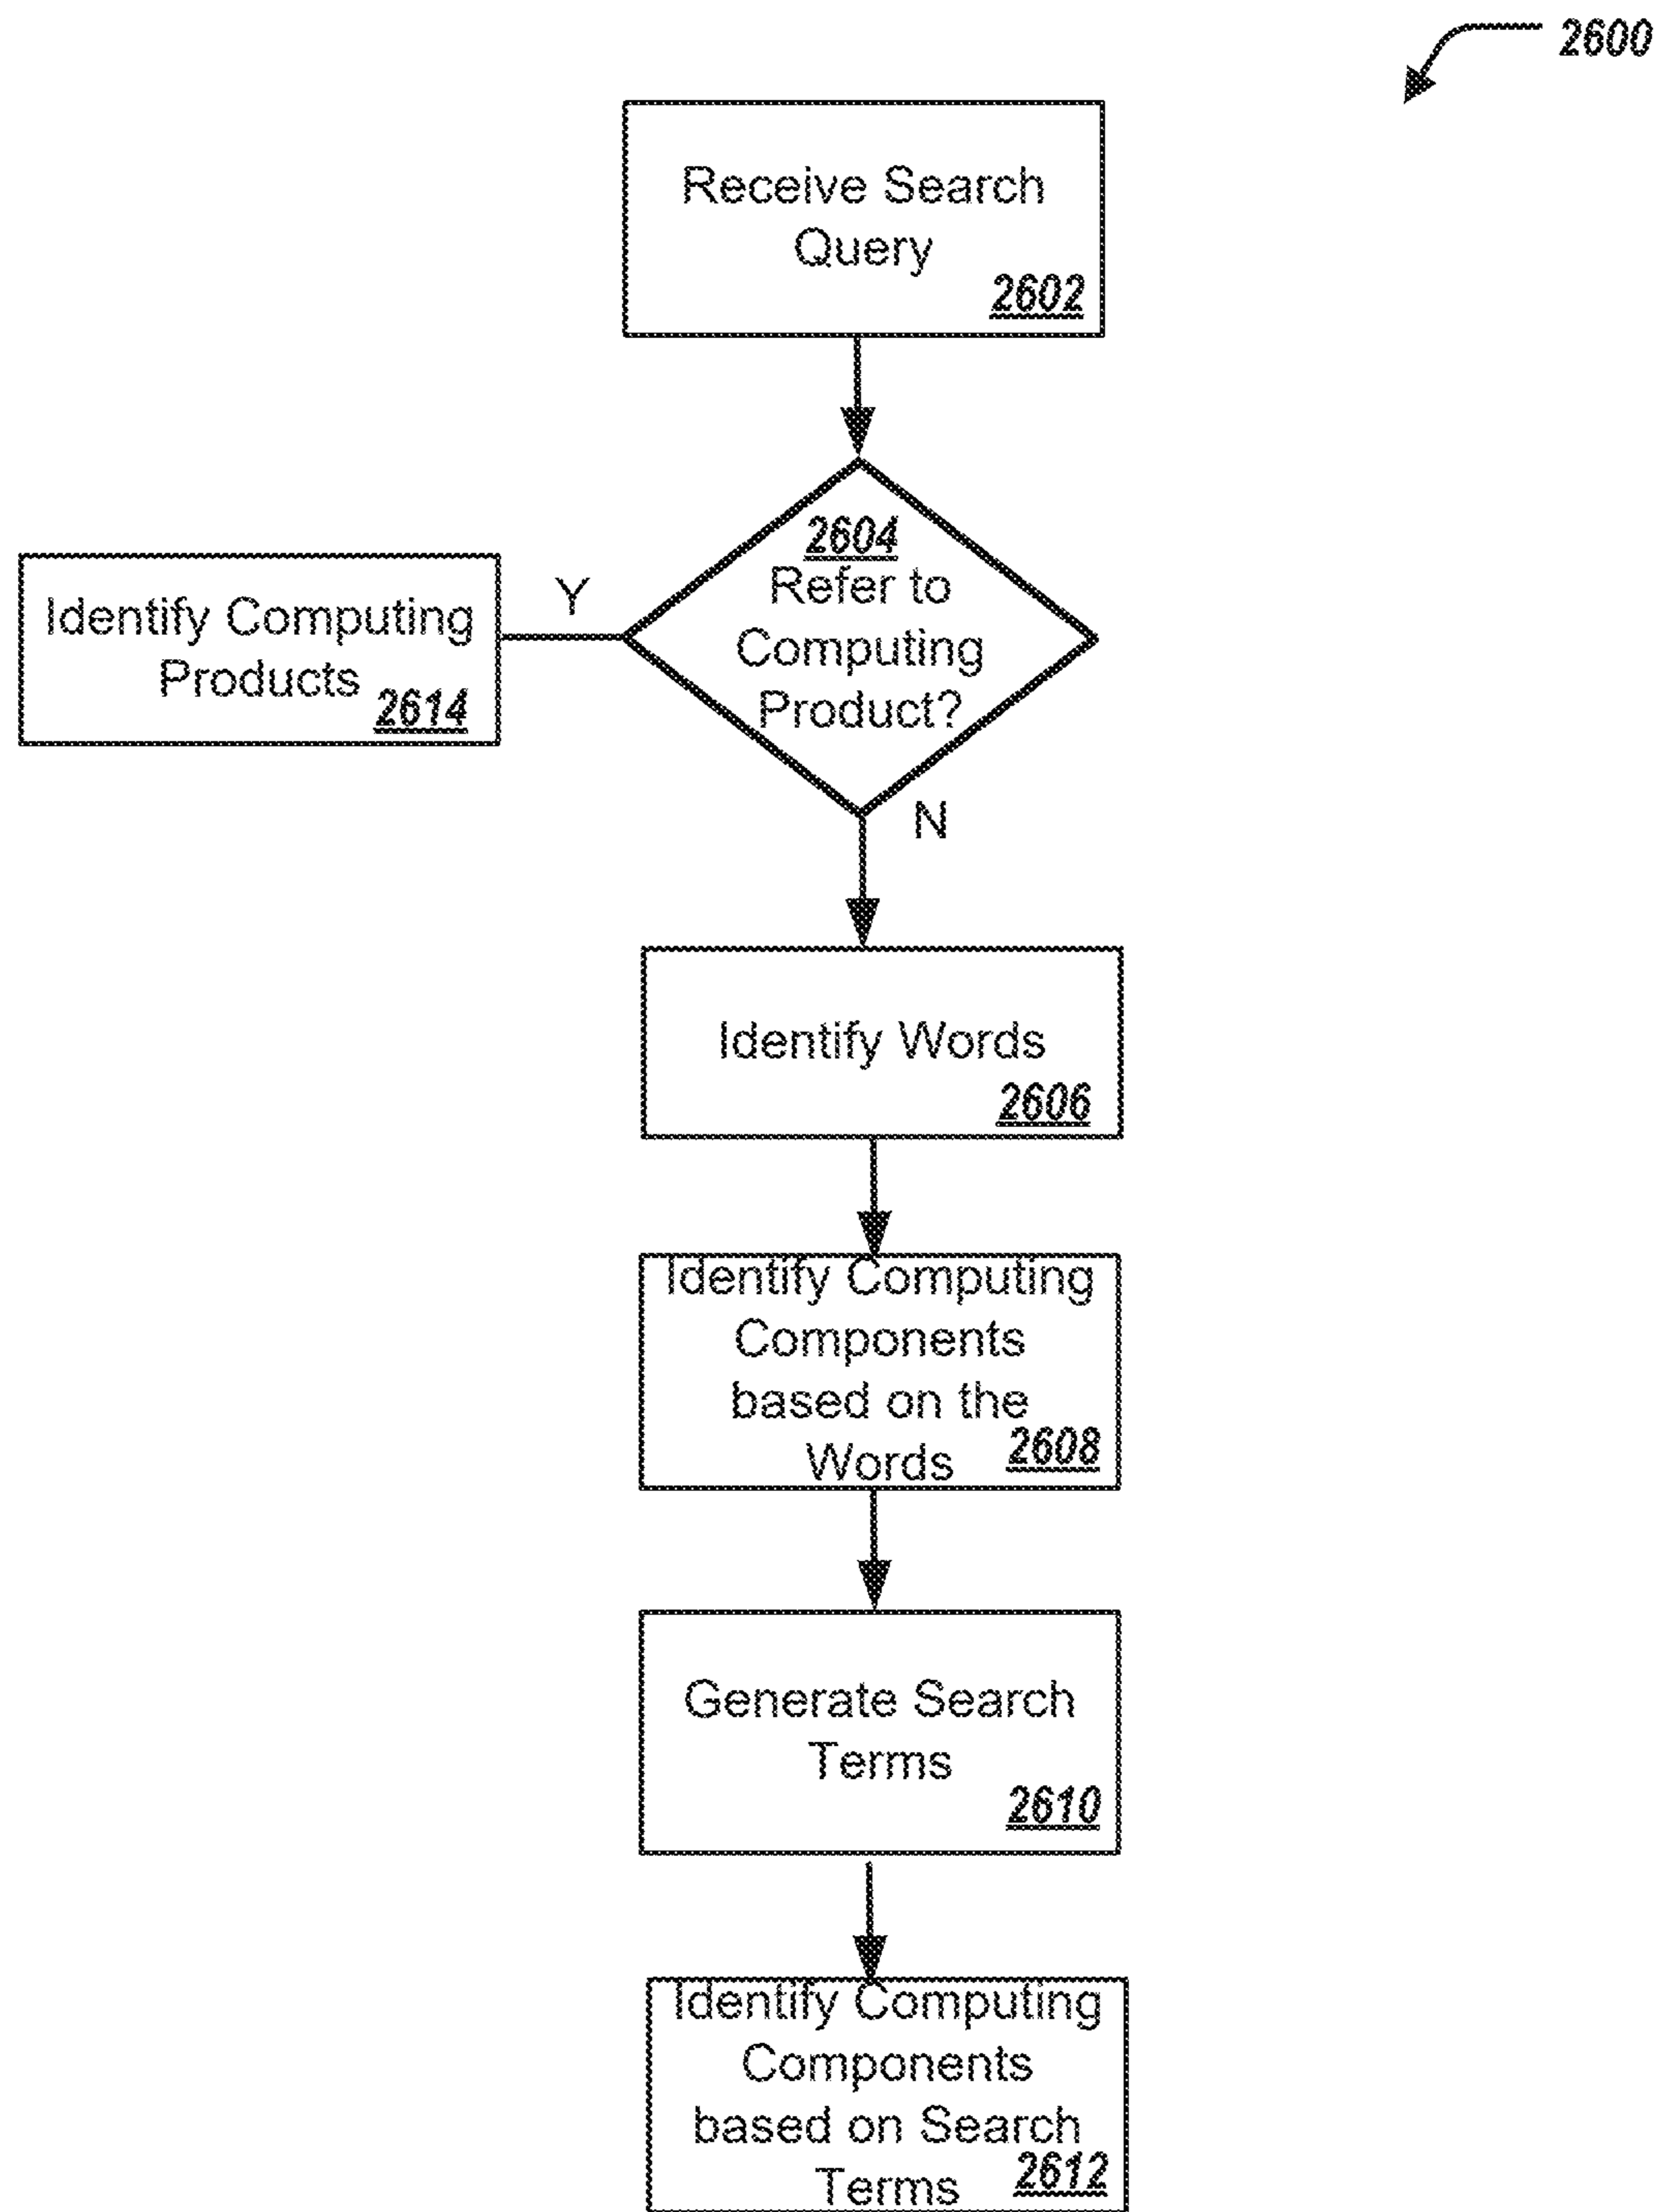 2600
Receive Search
Query
2602
2604
Refer to
Computing
Product?
Y
Identify Computing
Products
2614
N
Identify Words
2606
Identify Computing
Components
based on the
Words
2608
Generate Search
Terms
2610
Identify Computing
Components
based on Search
Terms
2612